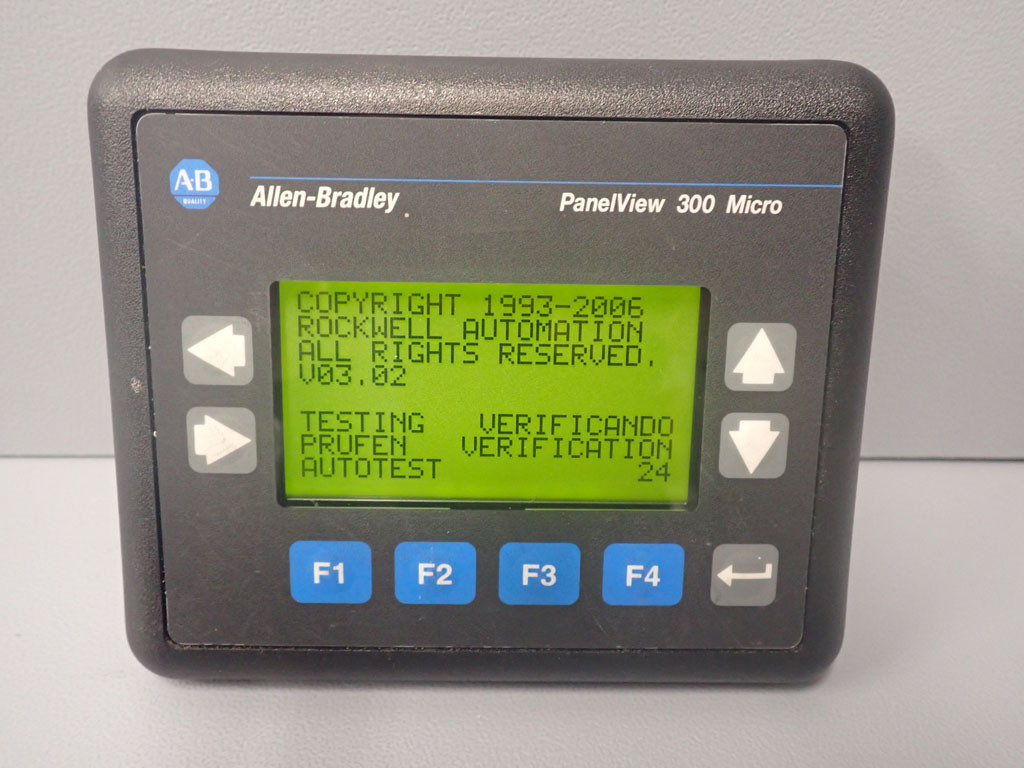 A·B
QUALITY
Allen-Bradley
PanelView 300 Micro
COPYRIGHT 1993-2006
ROCKWELL AUTOMATION
ALL RIGHTS RESERVED.
V03.02
TESTING VERIFICANDO
PRUFEN VERIFICATION
AUTOTEST 24
F1 F2 F3 F4